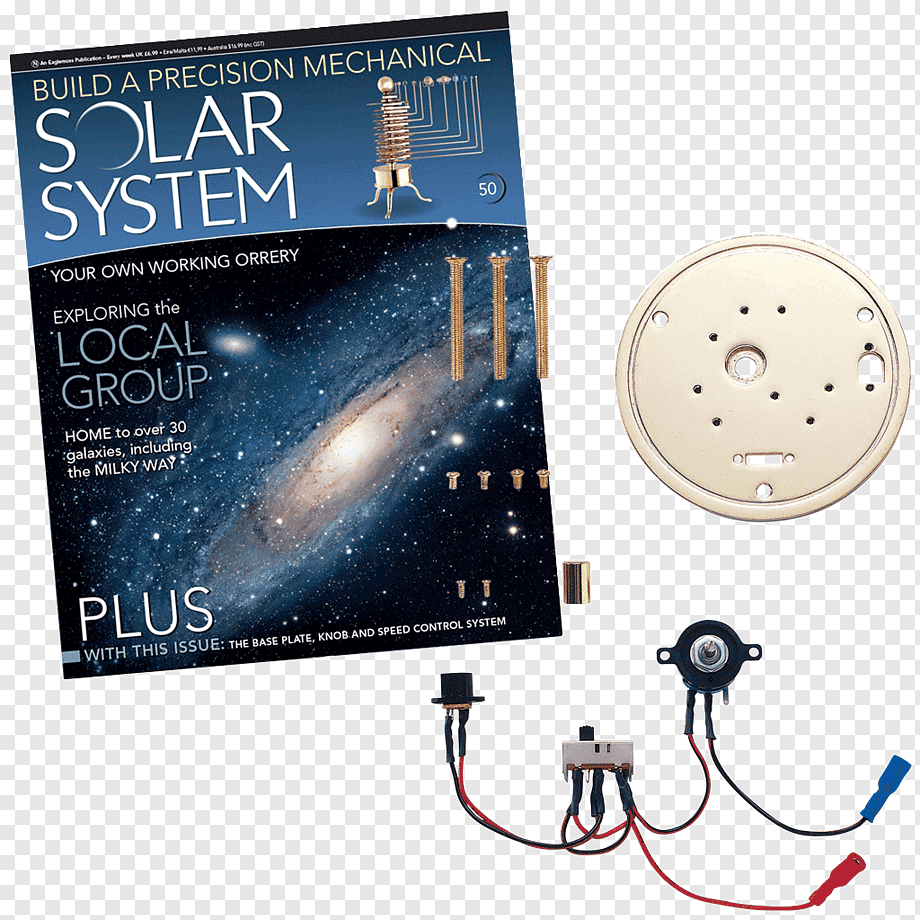 An Eaglemoss Publication – Every week UK £6.99 • Eire/Malta €11,99 • Australia $16.99 (inc GST)
BUILD A PRECISION MECHANICAL
SOLAR
SYSTEM
50
YOUR OWN WORKING ORRERY
EXPLORING the
LOCAL
GROUP
HOME to over 30
galaxies, including
the MILKY WAY
PLUS
WITH THIS ISSUE: THE BASE PLATE, KNOB AND SPEED CONTROL SYSTEM